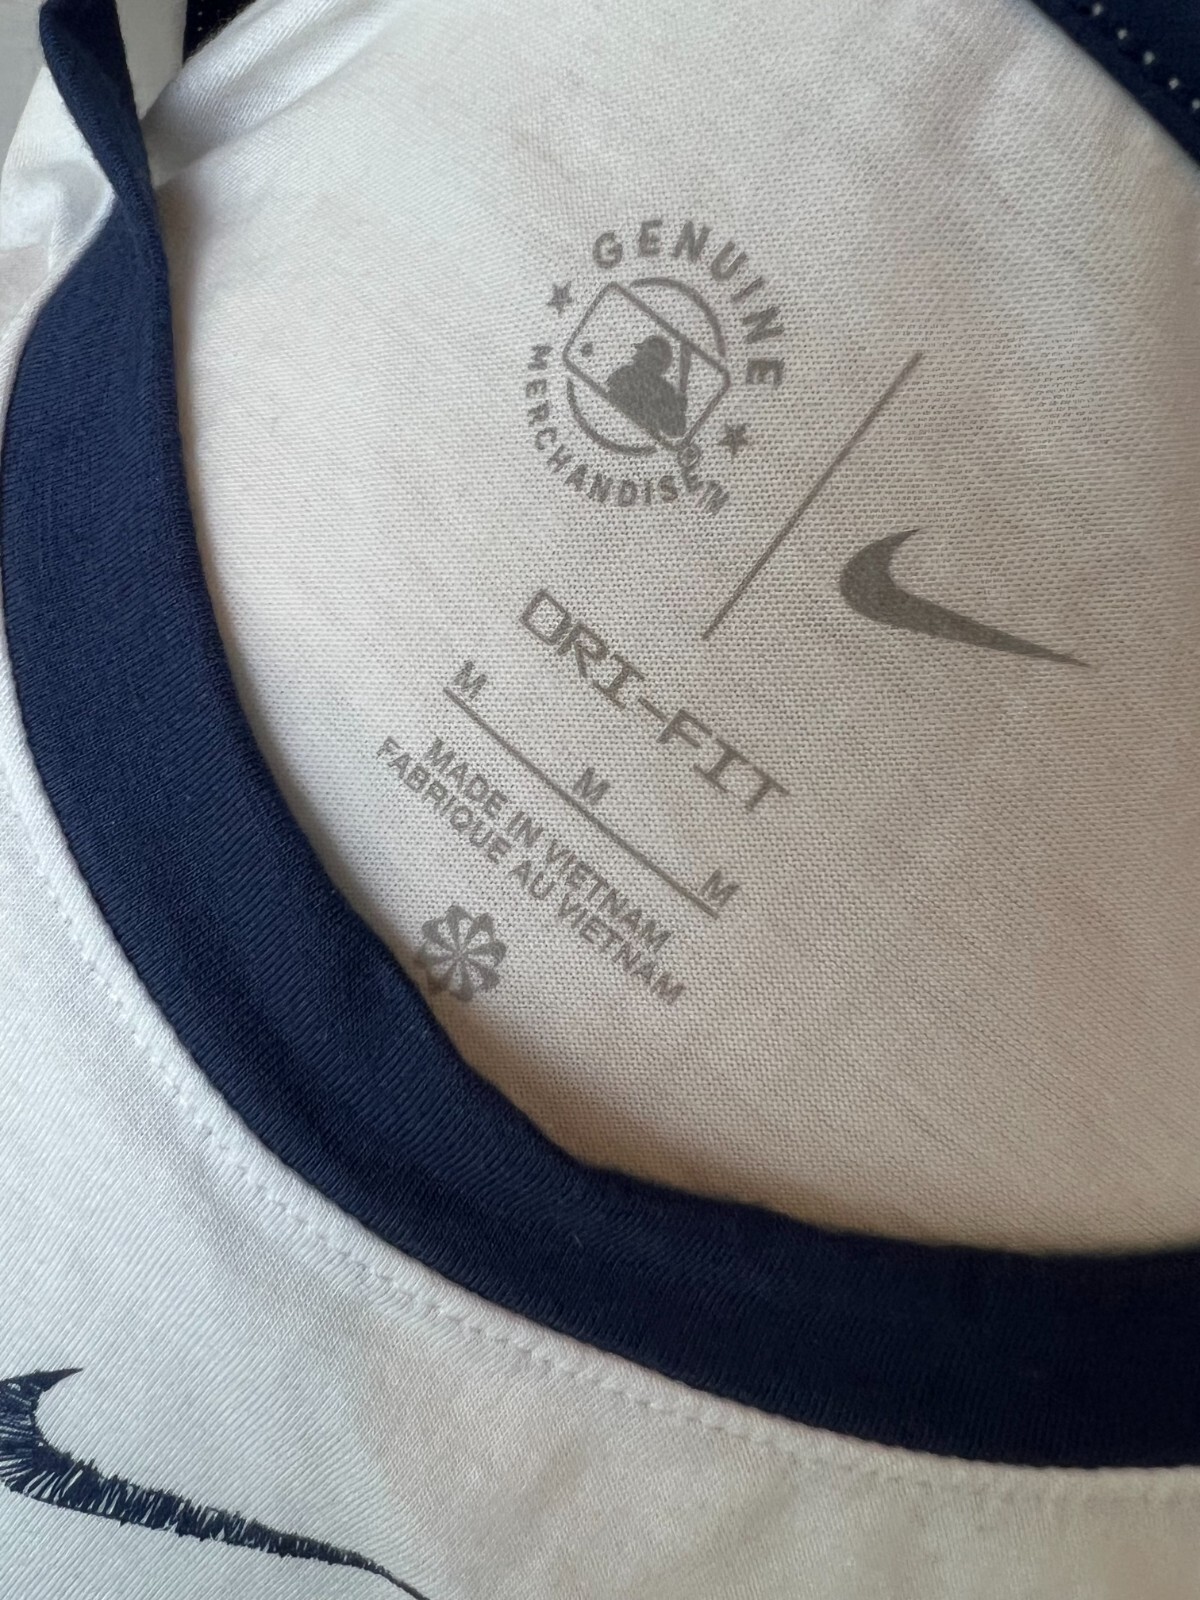 GENUINE
MERCHANDISE
DRI-FIT
M M M
MADE IN VIETNAM
FABRIQUE AU VIETNAM